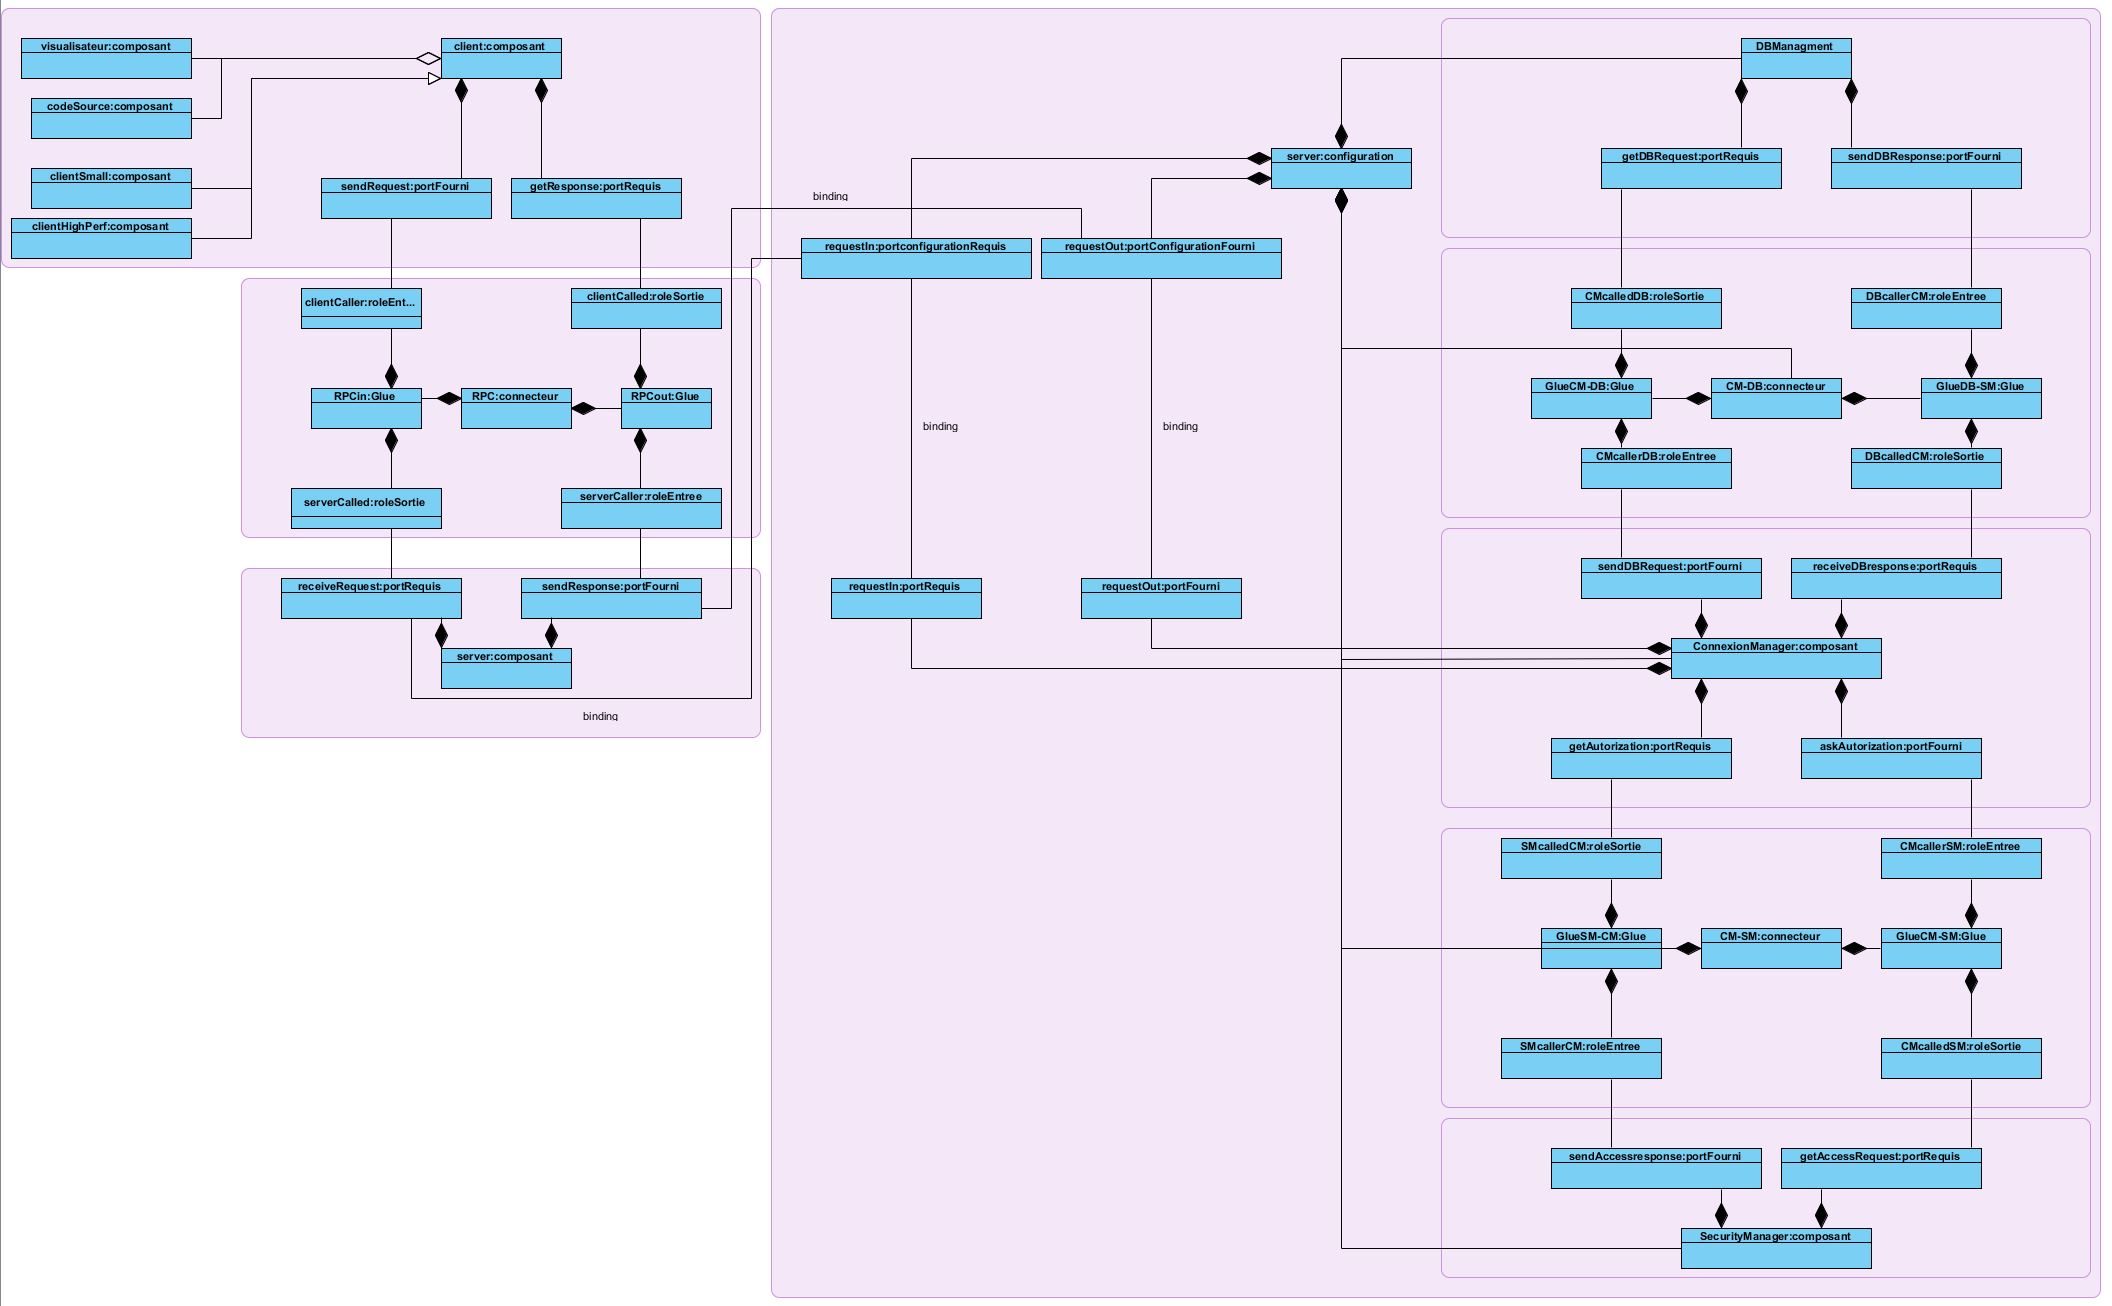 visualisateur:composant
client:composant
codeSource:composant
clientSmall:composant
clientHighPerf:composant
sendRequest:portFourni
getResponse:portRequis
clientCaller:roleEnt...
clientCalled:roleSortie
RPCin:Glue
RPC:connecteur
RPCout:Glue
serverCalled:roleSortie
serverCaller:roleEntree
receiveRequest:portRequis
sendResponse:portFourni
server:composant
binding
binding
server:configuration
requestIn:portconfigurationRequis
requestOut:portConfigurationFourni
binding
binding
requestIn:portRequis
requestOut:portFourni
DBManagment
getDBRequest:portRequis
sendDBResponse:portFourni
CMcalledDB:roleSortie
DBcallerCM:roleEntree
GlueCM-DB:Glue
CM-DB:connecteur
GlueDB-SM:Glue
CMcallerDB:roleEntree
DBcalledCM:roleSortie
sendDBRequest:portFourni
receiveDBresponse:portRequis
ConnexionManager:composant
getAutorization:portRequis
askAutorization:portFourni
SMcalledCM:roleSortie
CMcallerSM:roleEntree
GlueSM-CM:Glue
CM-SM:connecteur
GlueCM-SM:Glue
SMcallerCM:roleEntree
CMcalledSM:roleSortie
sendAccessresponse:portFourni
getAccessRequest:portRequis
SecurityManager:composant